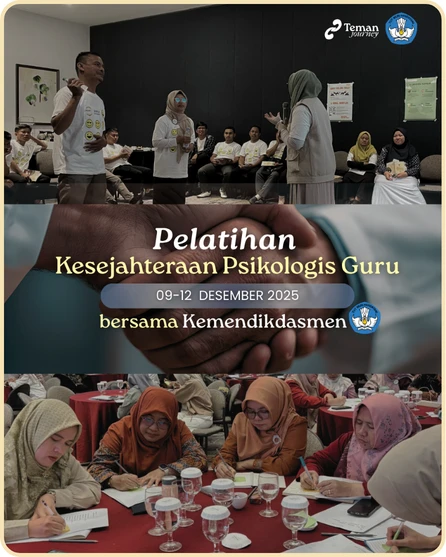 Teman
journey
Pelatihan
Kesejahteraan Psikologis Guru
09-12 DESEMBER 2025
bersama Kemendikdasmen